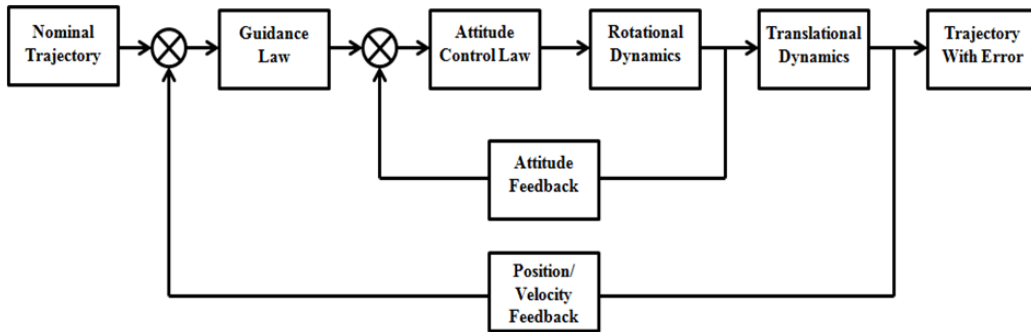 Nominal
Trajectory
Guidance
Law
Attitude
Control Law
Rotational
Dynamics
Translational
Dynamics
Trajectory
With Error
Attitude
Feedback
Position/
Velocity
Feedback